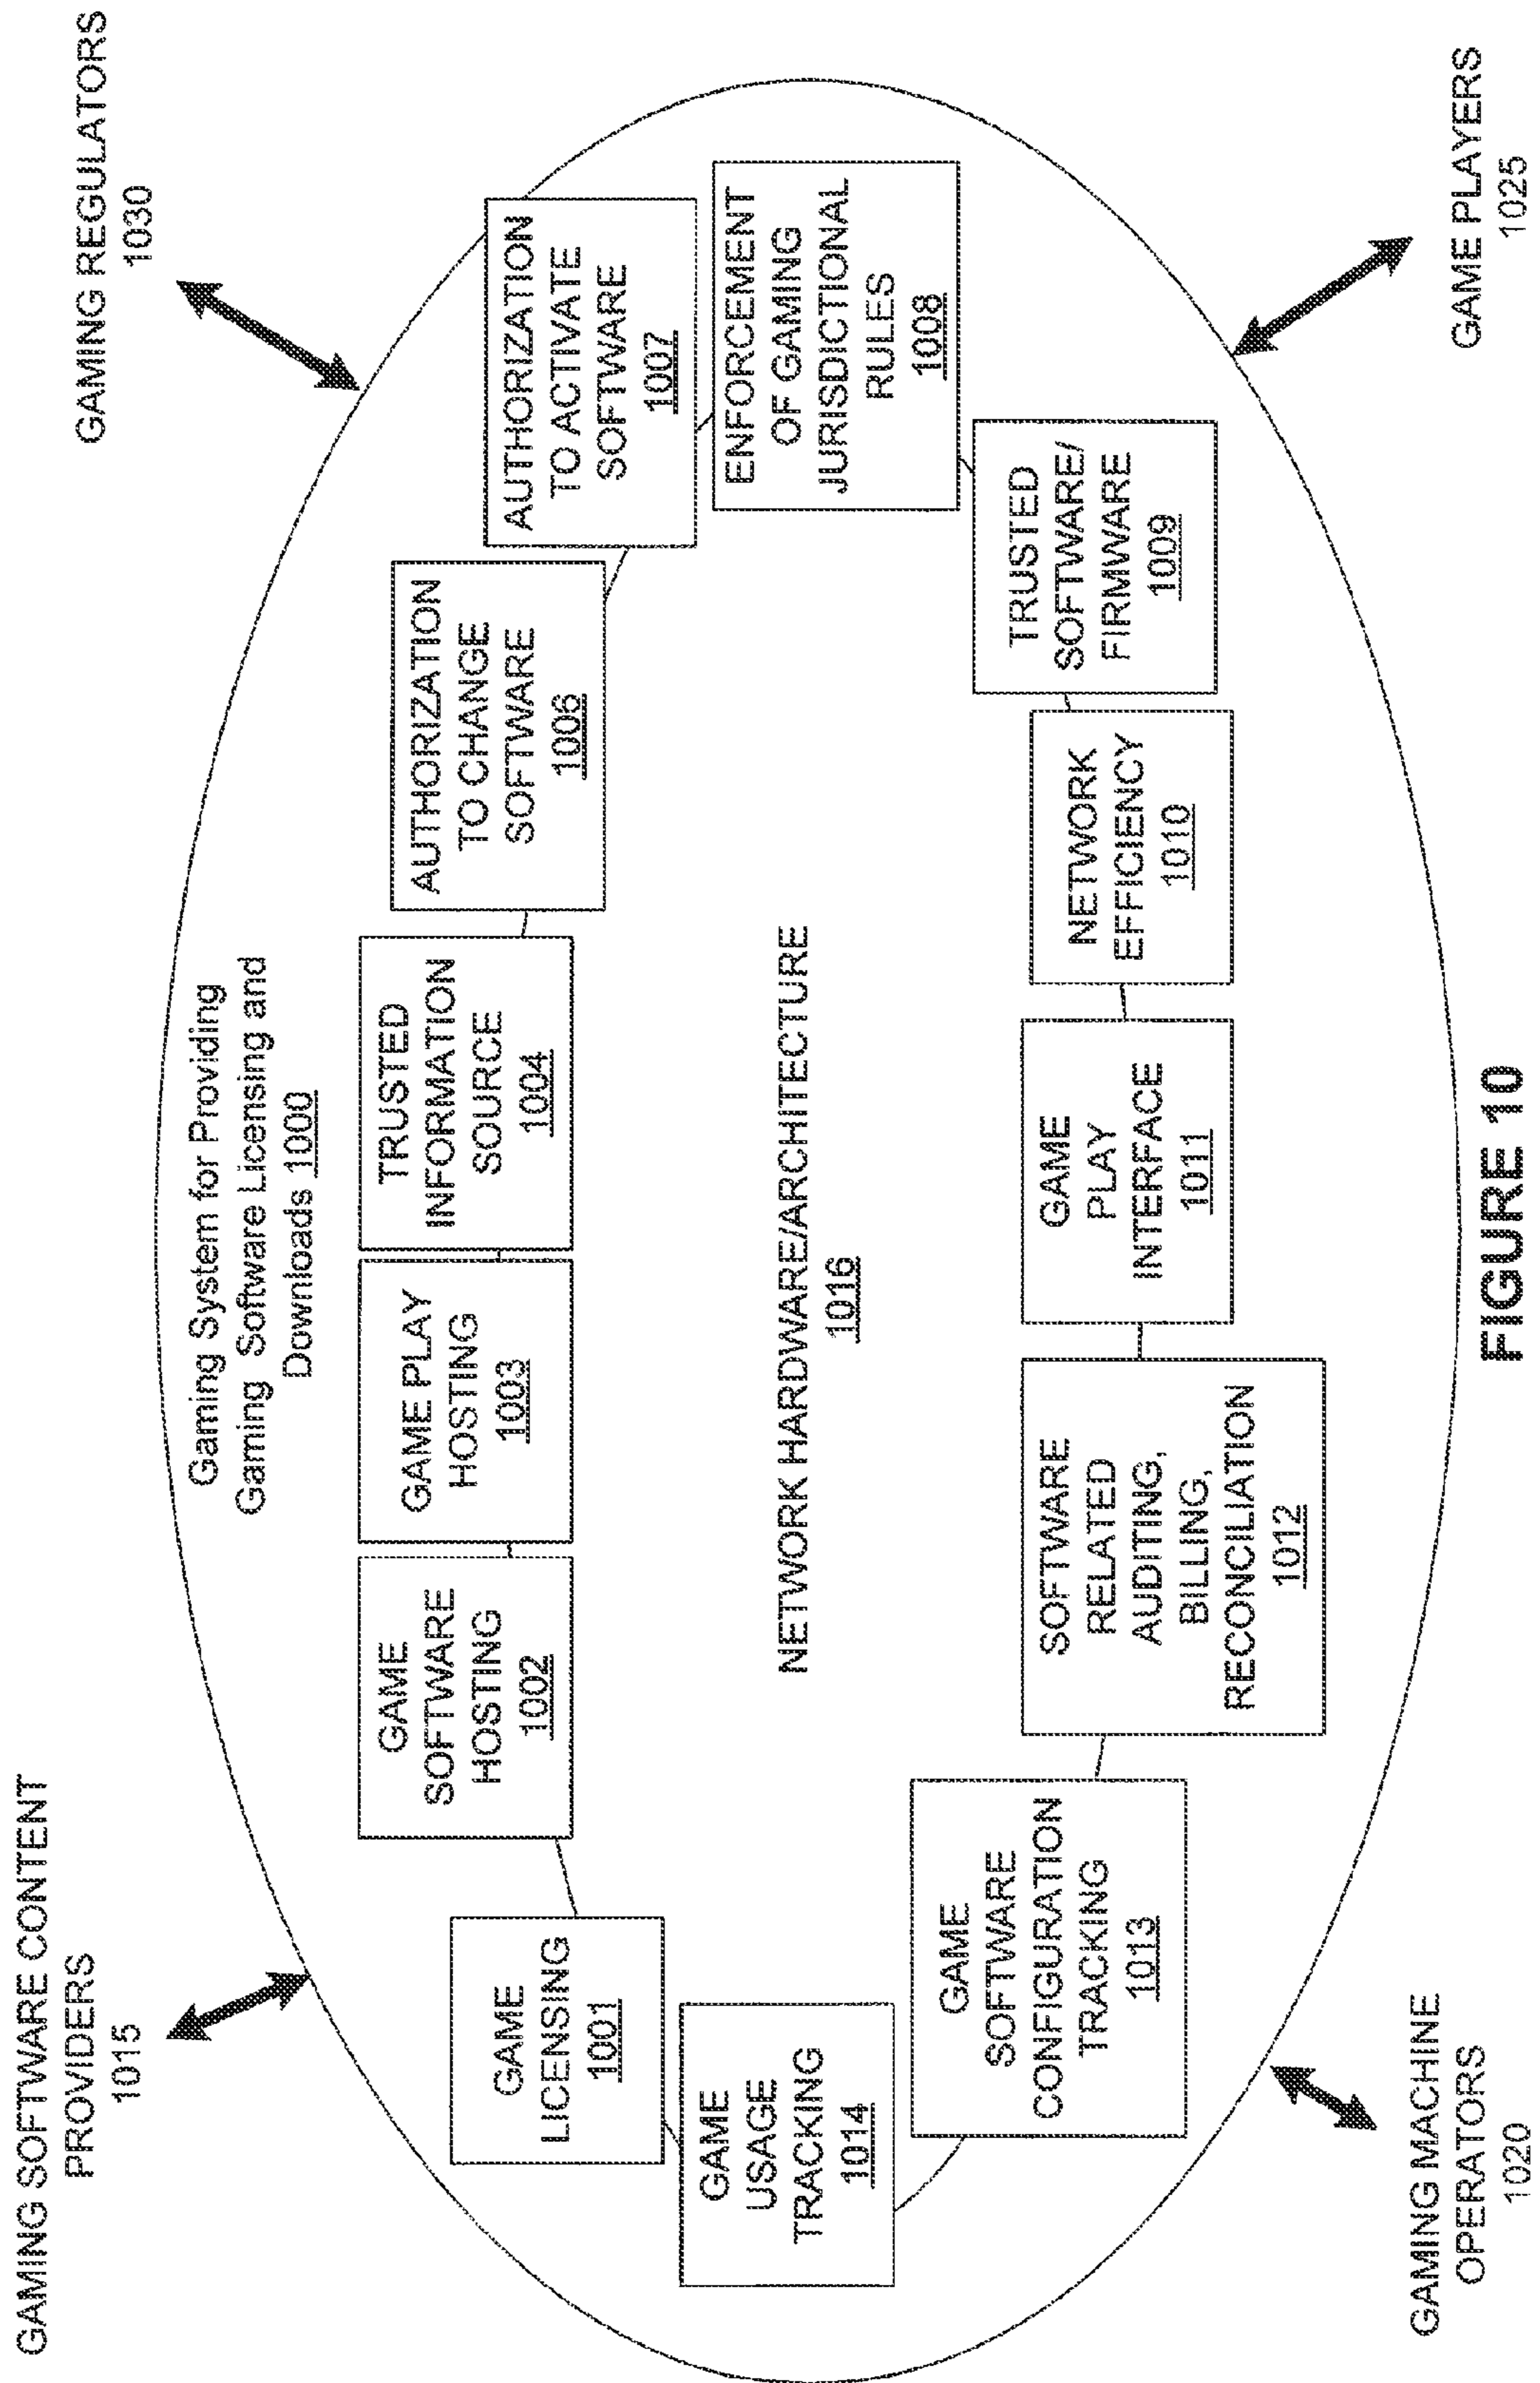 GAMING SOFTWARE CONTENT
PROVIDERS
1015
GAMING REGULATORS
1030
Gaming System for Providing
Gaming Software Licensing and
Downloads 1000
GAME
LICENSING
1001
GAME
SOFTWARE
HOSTING
1002
GAME PLAY
HOSTING
1003
TRUSTED
INFORMATION
SOURCE
1004
AUTHORIZATION
TO CHANGE
SOFTWARE
1006
AUTHORIZATION
TO ACTIVATE
SOFTWARE
1007
ENFORCEMENT
OF GAMING
JURISDICTIONAL
RULES
1008
TRUSTED
SOFTWARE/
FIRMWARE
1009
NETWORK
EFFICIENCY
1010
GAME
PLAY
INTERFACE
1011
SOFTWARE
RELATED
AUDITING,
BILLING,
RECONCILIATION
1012
GAME
SOFTWARE
CONFIGURATION
TRACKING
1013
GAME
USAGE
TRACKING
1014
NETWORK HARDWARE/ARCHITECTURE
1016
GAMING MACHINE
OPERATORS
1020
GAME PLAYERS
1025
FIGURE 10